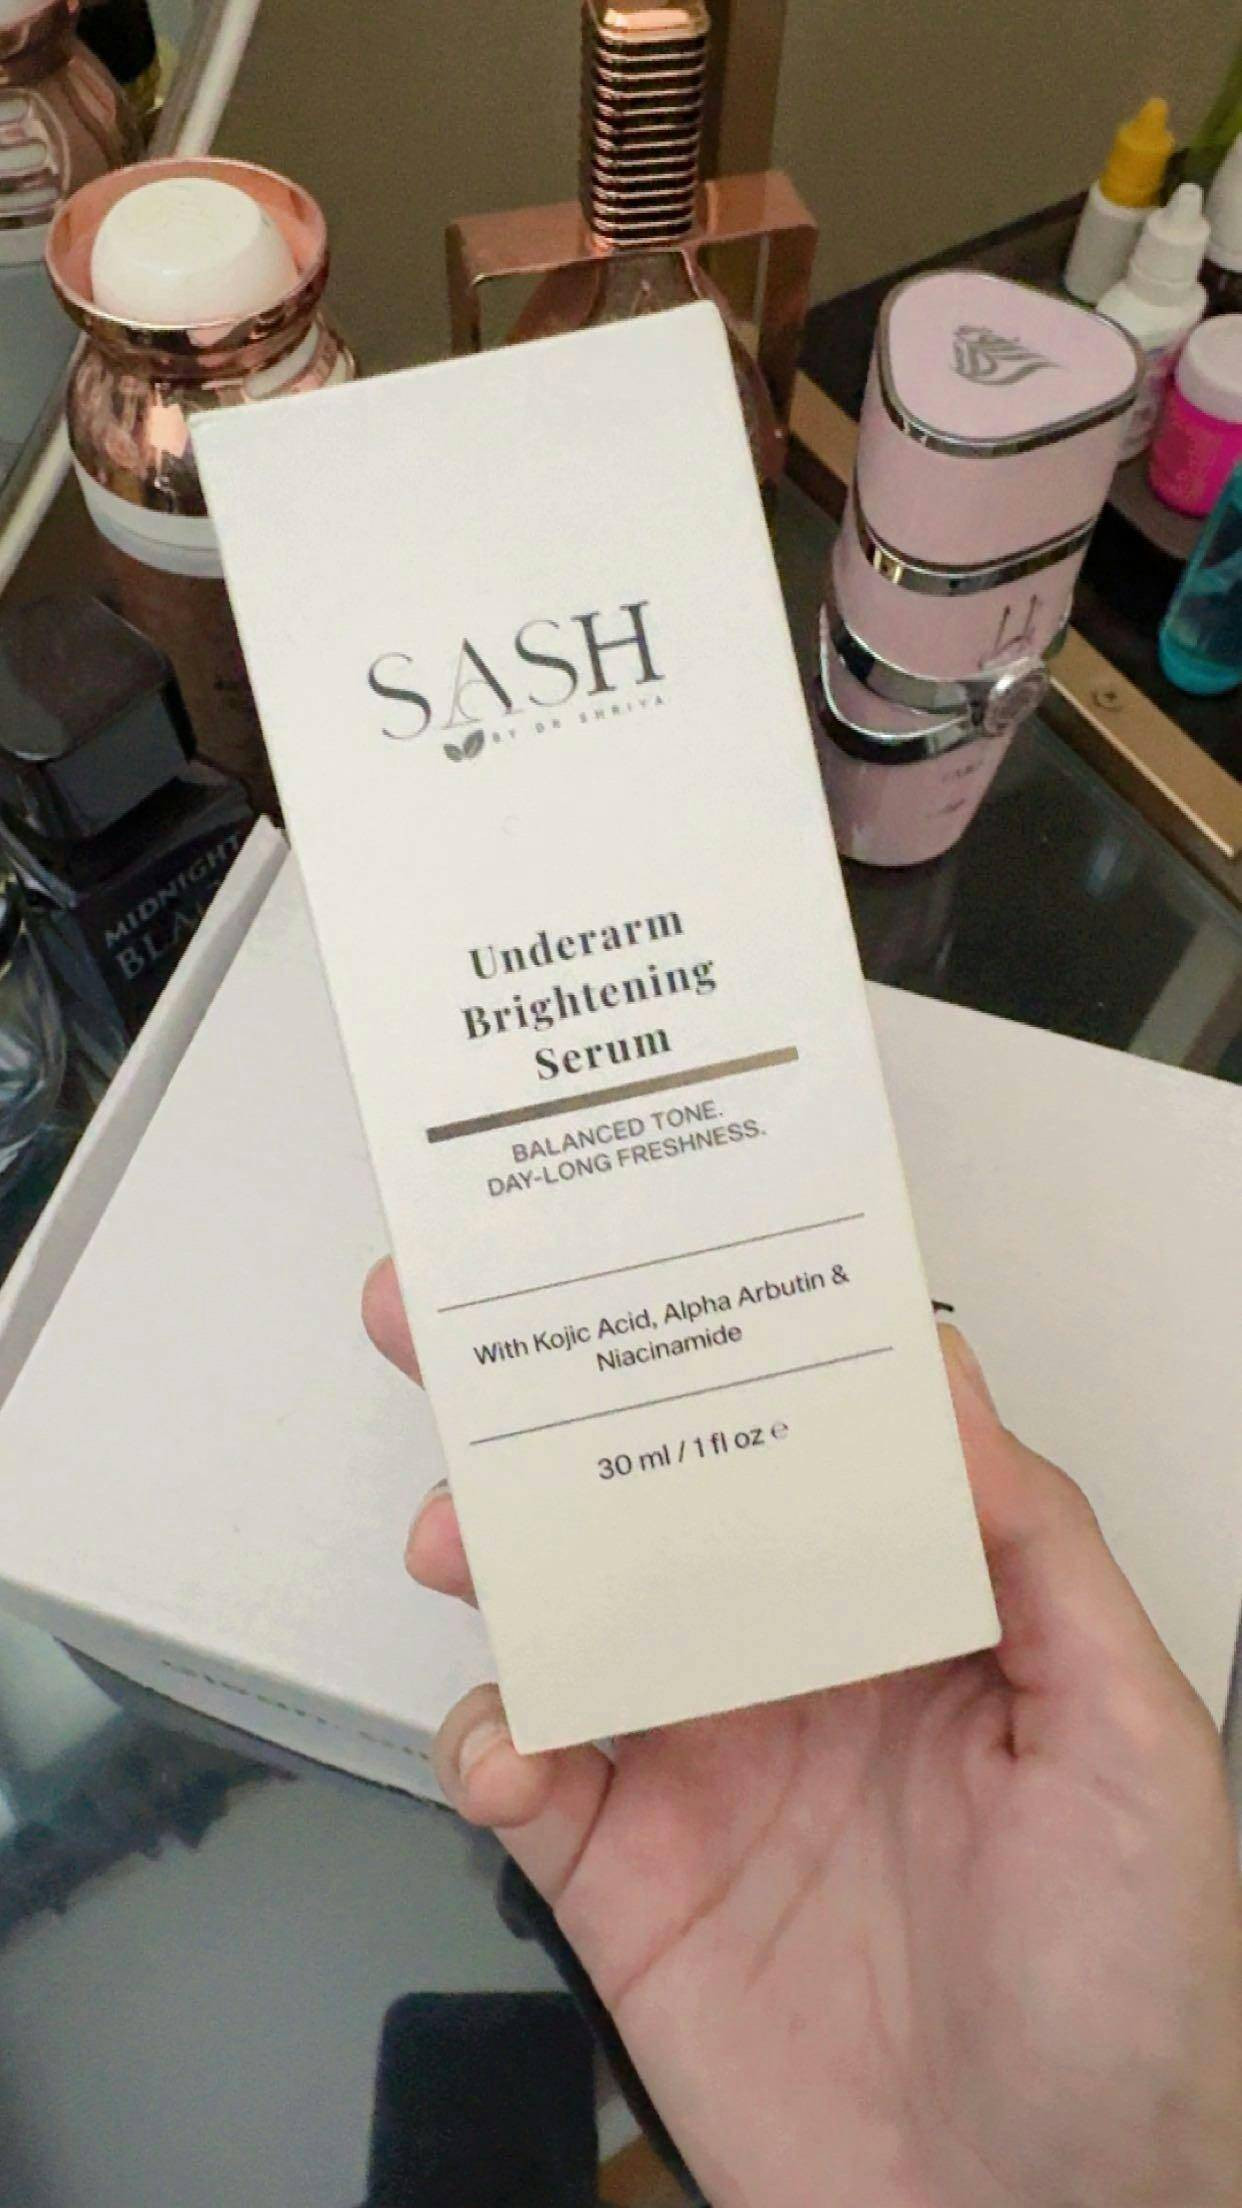 SASH
BY DR SHRIYA
Underarm
Brightening
Serum
BALANCED TONE.
DAY-LONG FRESHNESS.
With Kojic Acid, Alpha Arbutin &
Niacinamide
30 ml / 1 fl oz ℮
MIDNIGHT